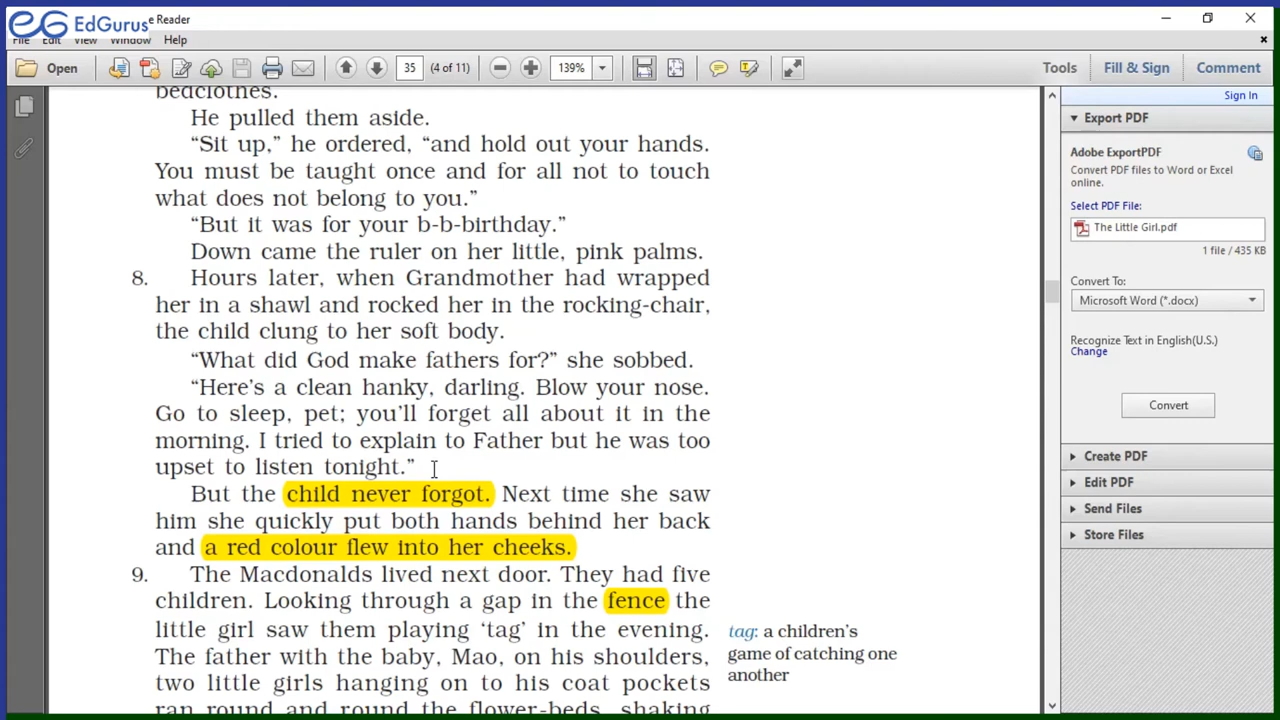 EdGurus e Reader
File Edit View Window Help
Open 35 (4 of 11) 139% Tools Fill & Sign Comment
Sign In
bedclothes.
He pulled them aside.
“Sit up,” he ordered, “and hold out your hands.
You must be taught once and for all not to touch
what does not belong to you.”
“But it was for your b-b-birthday.”
Down came the ruler on her little, pink palms.
8. Hours later, when Grandmother had wrapped
her in a shawl and rocked her in the rocking-chair,
the child clung to her soft body.
“What did God make fathers for?” she sobbed.
“Here’s a clean hanky, darling. Blow your nose.
Go to sleep, pet; you’ll forget all about it in the
morning. I tried to explain to Father but he was too
upset to listen tonight.”
But the child never forgot. Next time she saw
him she quickly put both hands behind her back
and a red colour flew into her cheeks.
9. The Macdonalds lived next door. They had five
children. Looking through a gap in the fence the
little girl saw them playing ‘tag’ in the evening.
The father with the baby, Mao, on his shoulders,
two little girls hanging on to his coat pockets
ran round and round the flower-beds, shaking
tag: a children’s
game of catching one
another
Export PDF
Adobe ExportPDF
Convert PDF files to Word or Excel
online.
Select PDF File:
The Little Girl.pdf
1 file / 435 KB
Convert To:
Microsoft Word (*.docx)
Recognize Text in English(U.S.)
Change
Convert
Create PDF
Edit PDF
Send Files
Store Files